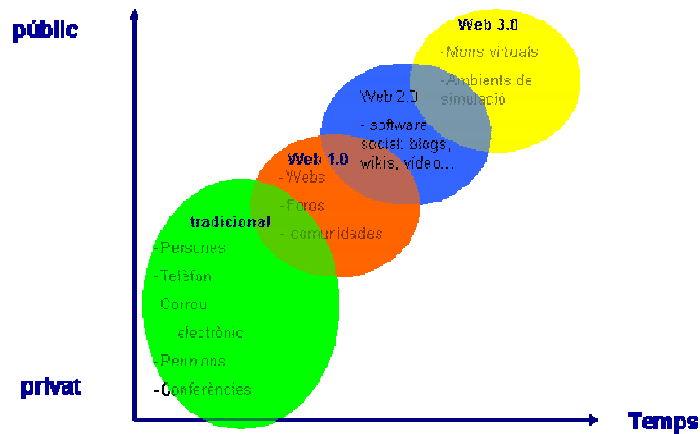 públic
Web 3.0
-Mons virtuals
-Ambients de
simulació
Web 2.0
- software
social: blogs,
wikis, vídeo...
Web 1.0
-Webs
-Foros
- comunidades
tradicional
-Persones
-Telèfon
-Correu
electrònic
-Reunions
-Conferències
privat
Temps